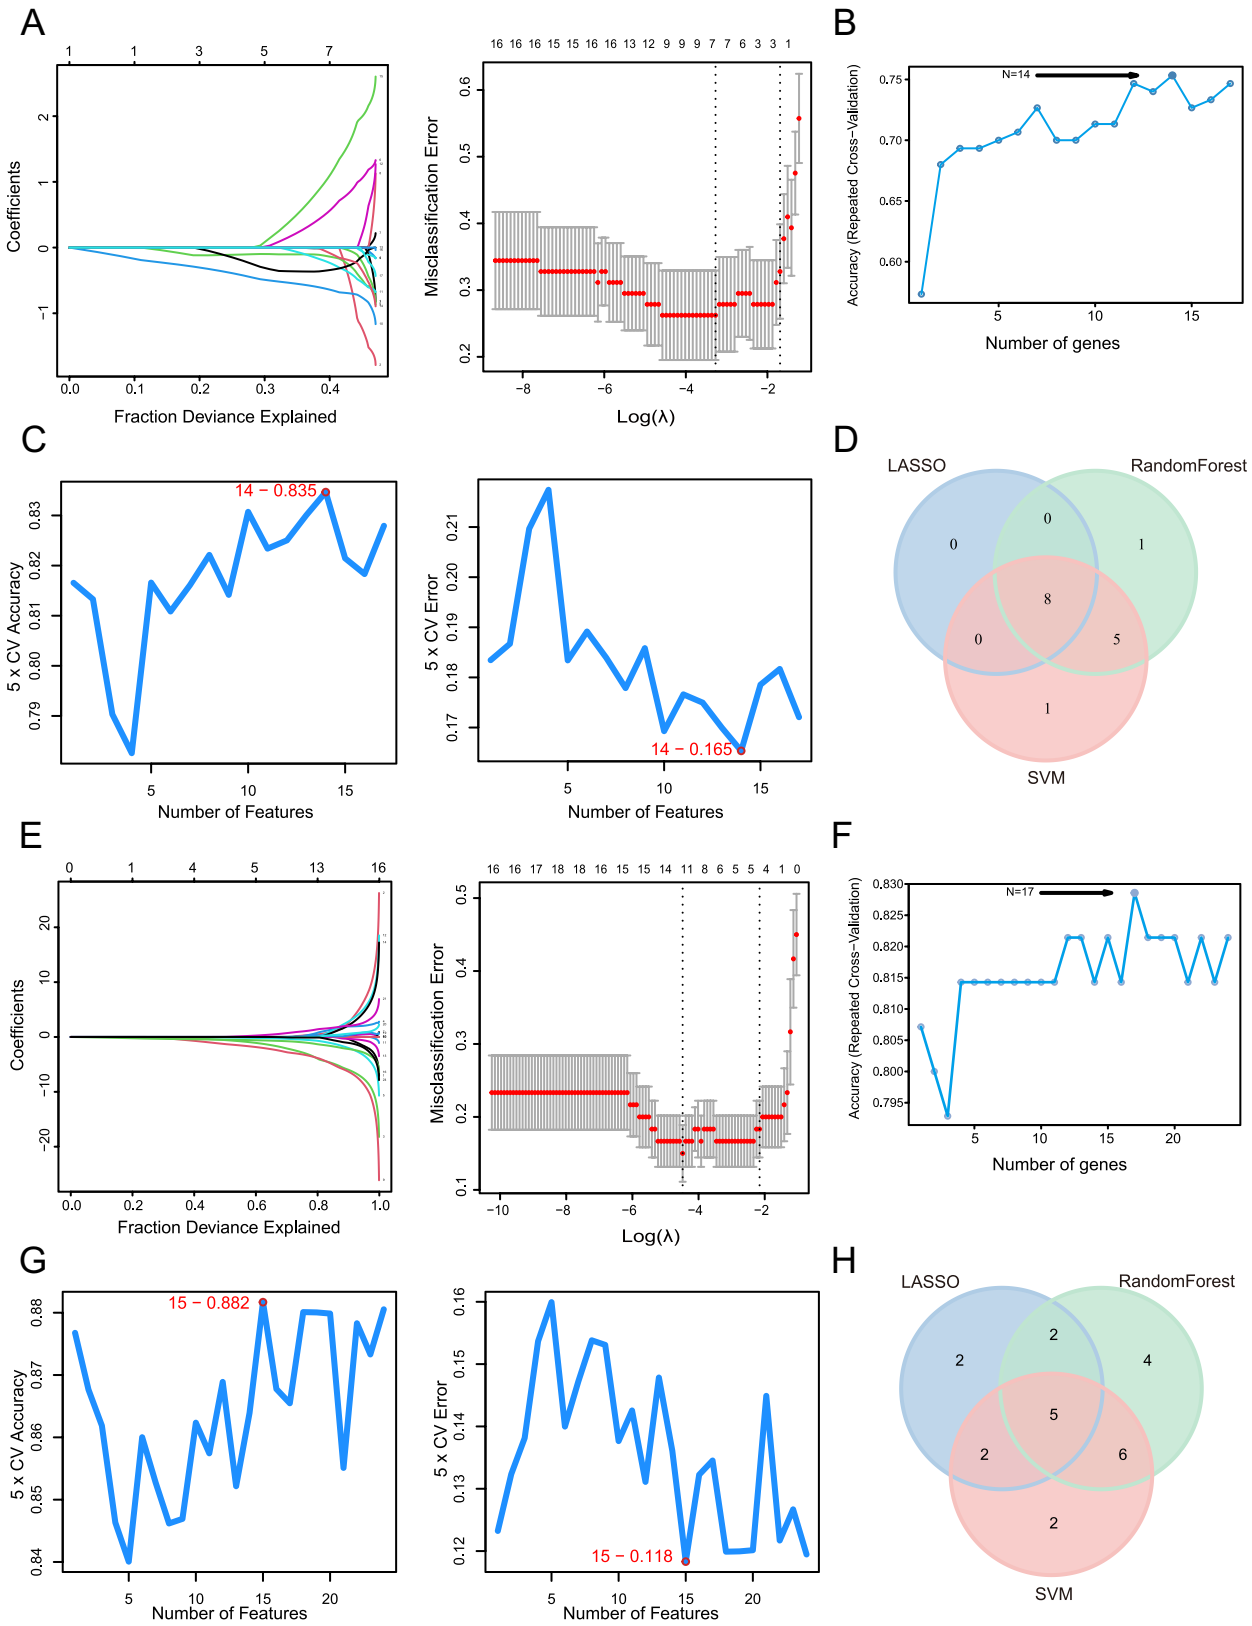 A
1 1 3 5 7
Coefficients
2
1
0
−1
0.0 0.1 0.2 0.3 0.4
Fraction Deviance Explained
16 16 16 15 15 16 16 13 12 9 9 9 7 7 6 3 3 1
Misclassification Error
0.6
0.5
0.4
0.3
0.2
−8 −6 −4 −2
Log(λ)
B
Accuracy (Repeated Cross−Validation)
0.75
0.70
0.65
0.60
N=14
5 10 15
Number of genes
C
5 x CV Accuracy
0.83
0.82
0.81
0.80
0.79
14 − 0.835
5 10 15
Number of Features
5 x CV Error
0.21
0.20
0.19
0.18
0.17
14 − 0.165
5 10 15
Number of Features
D
LASSO
RandomForest
0
0 1
8
0 5
1
SVM
E
0 1 4 5 13 16
Coefficients
20
10
0
−10
−20
0.0 0.2 0.4 0.6 0.8 1.0
Fraction Deviance Explained
16 16 17 18 18 16 15 15 14 11 8 6 5 5 4 1 0
Misclassification Error
0.5
0.4
0.3
0.2
0.1
−10 −8 −6 −4 −2
Log(λ)
F
Accuracy (Repeated Cross−Validation)
0.830
0.825
0.820
0.815
0.810
0.805
0.800
0.795
N=17
5 10 15 20
Number of genes
G
5 x CV Accuracy
0.88
0.87
0.86
0.85
0.84
15 − 0.882
5 10 15 20
Number of Features
5 x CV Error
0.16
0.15
0.14
0.13
0.12
15 − 0.118
5 10 15 20
Number of Features
H
LASSO
RandomForest
2
2 4
5
2 6
2
SVM